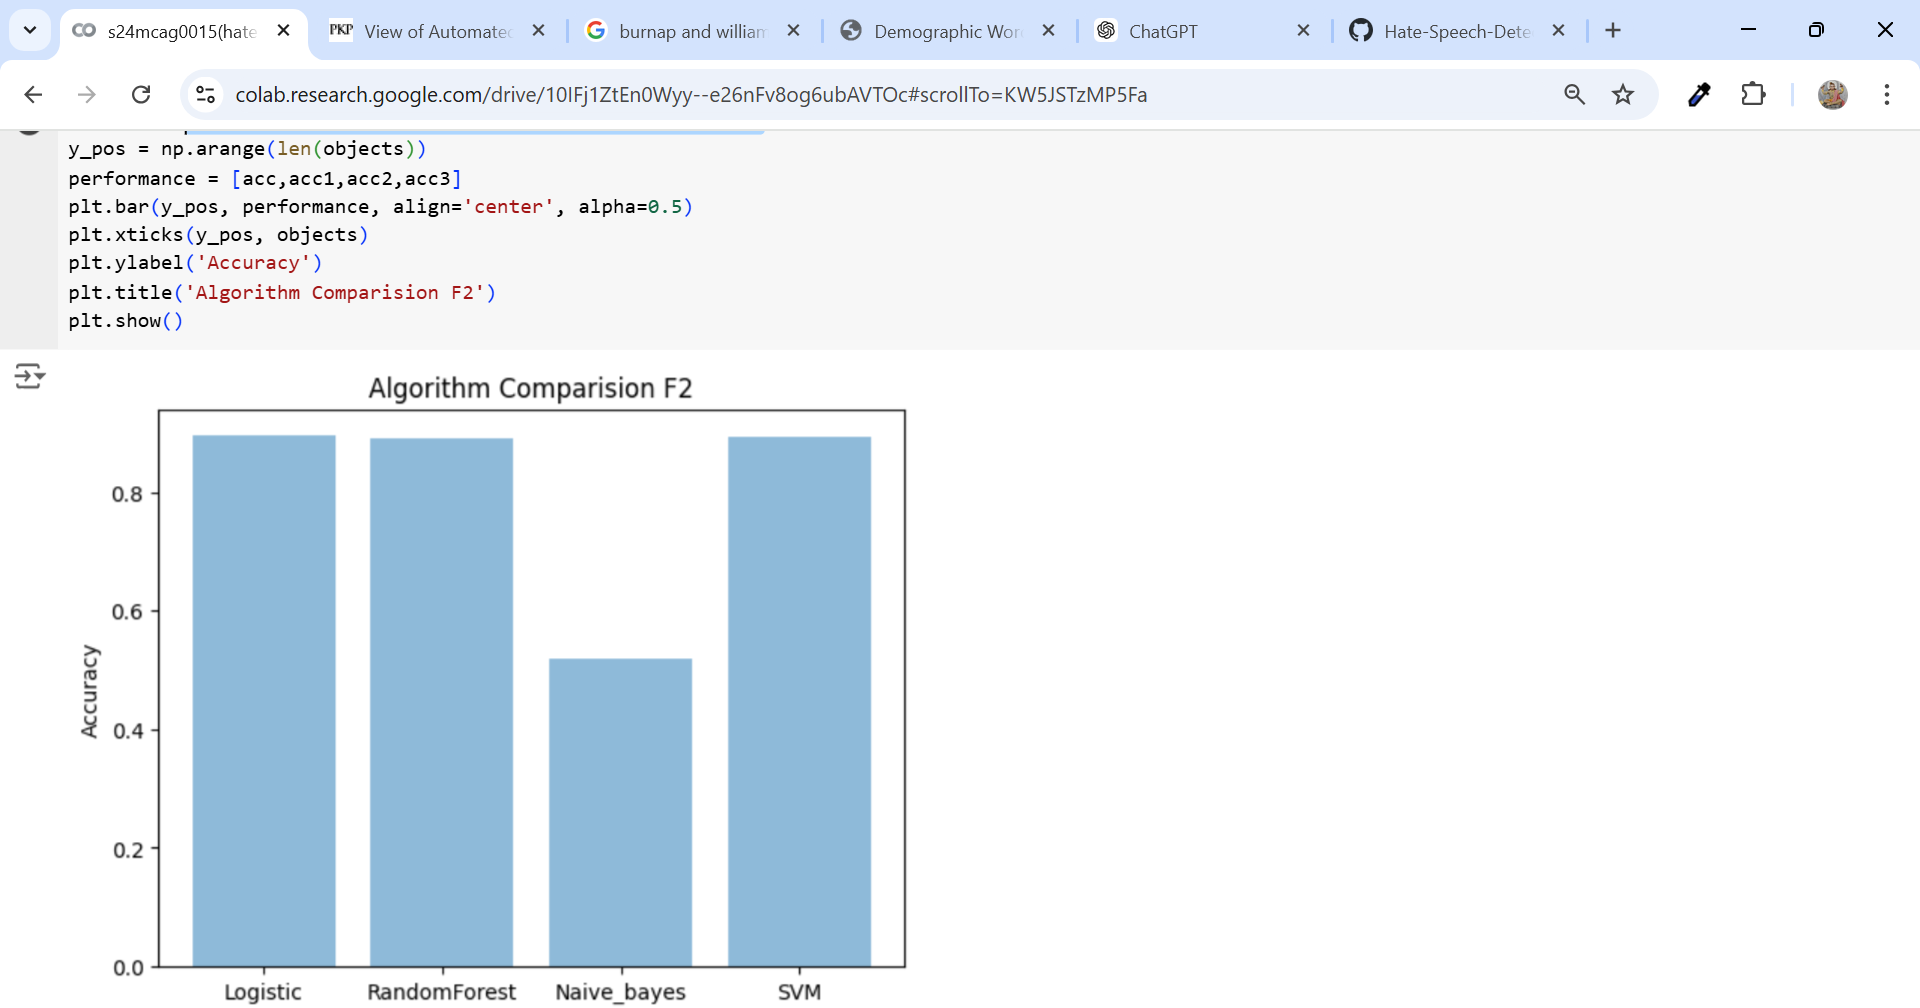 s24mcag0015(hate
View of Automated
burnap and william
Demographic Wor
ChatGPT
Hate-Speech-Dete
colab.research.google.com/drive/10IFj1ZtEn0Wyy--e26nFv8og6ubAVTOc#scrollTo=KW5JSTzMP5Fa
y_pos = np.arange(len(objects))
performance = [acc,acc1,acc2,acc3]
plt.bar(y_pos, performance, align='center', alpha=0.5)
plt.xticks(y_pos, objects)
plt.ylabel('Accuracy')
plt.title('Algorithm Comparision F2')
plt.show()
Algorithm Comparision F2
0.8
0.6
Accuracy
0.4
0.2
0.0
Logistic RandomForest Naive_bayes SVM